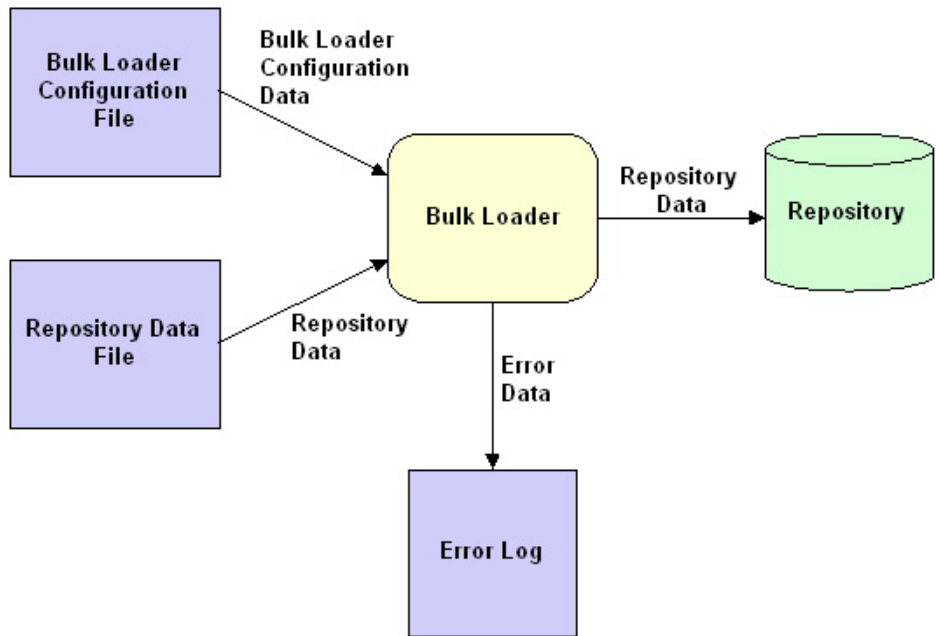 Bulk Loader
Configuration
File
Bulk Loader
Configuration
Data
Bulk Loader
Repository
Data
Repository
Repository Data
File
Repository
Data
Error
Data
Error Log